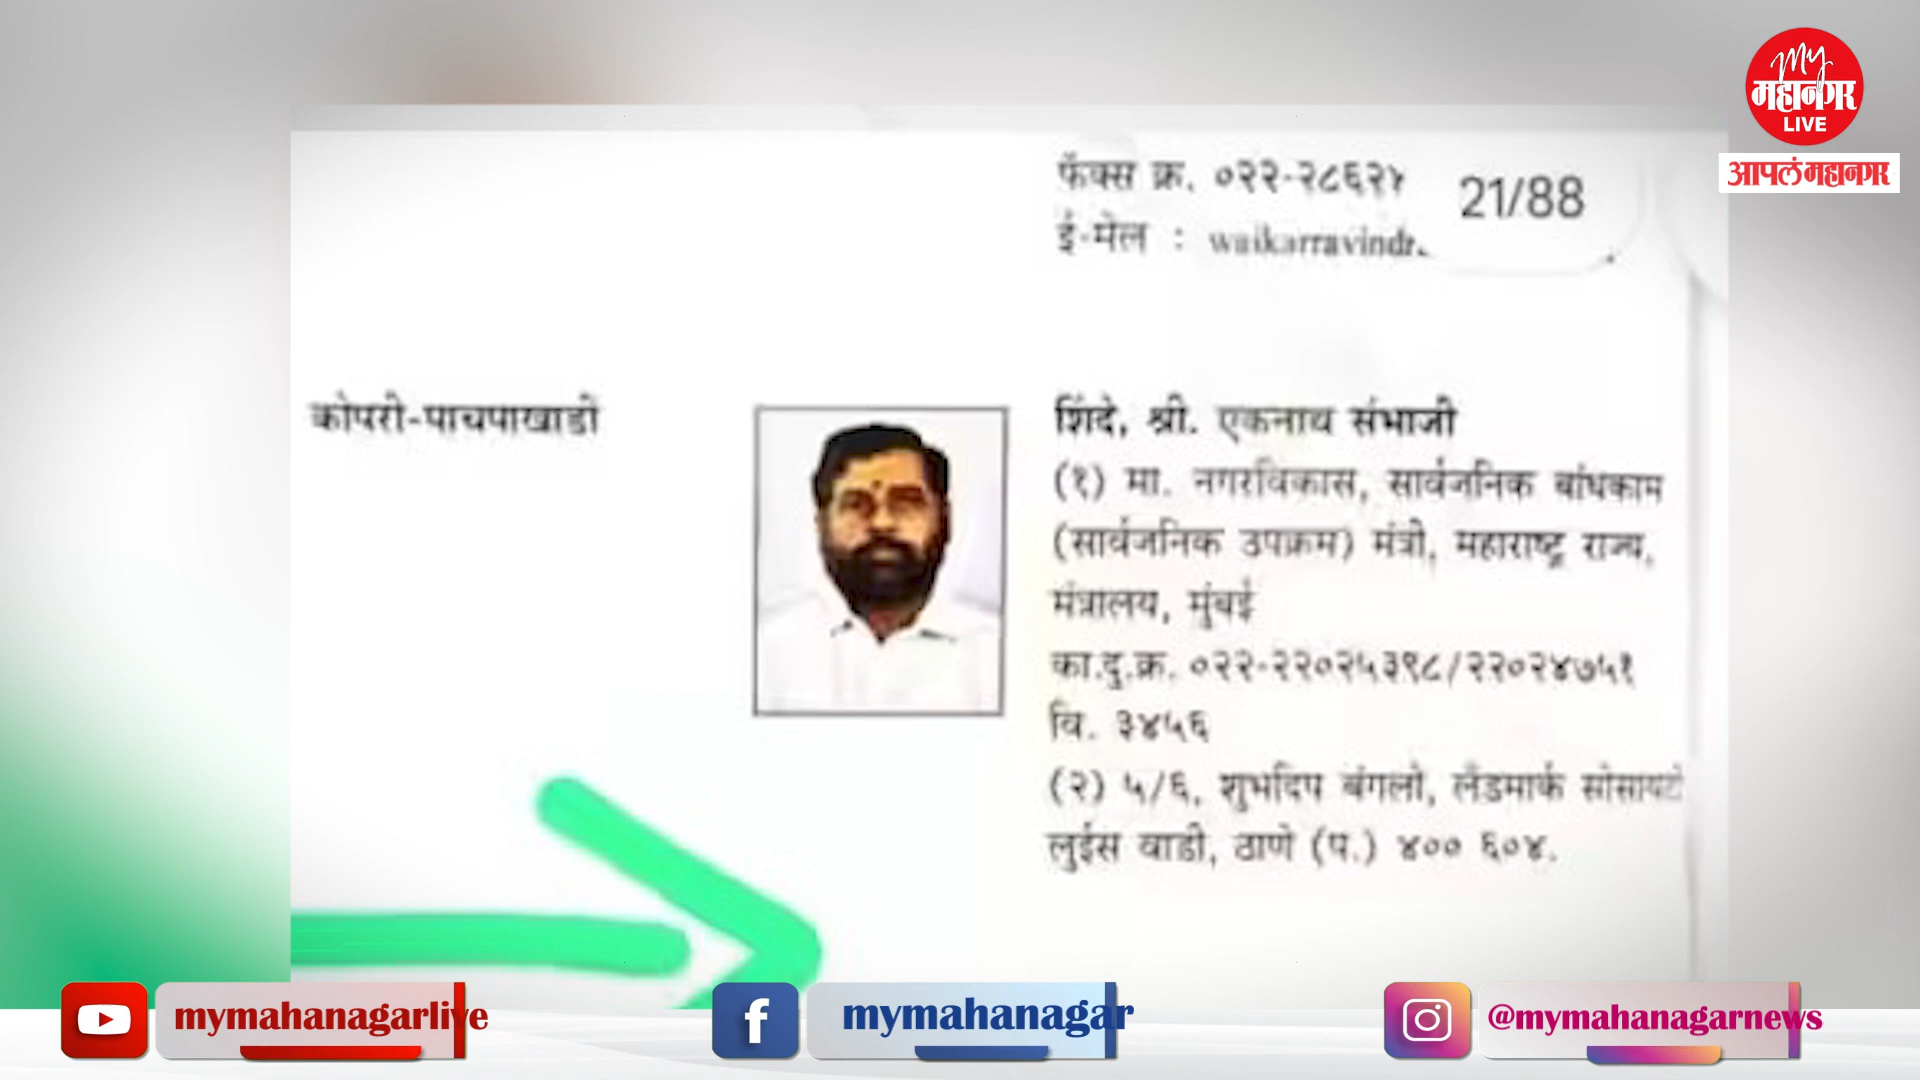 My
महानगर
LIVE
आपलं महानगर
फॅक्स क्र. ०२२-२८६२४
21/88
ई-मेल : waikarravindr
कोपरी-पाचपाखाडी
शिंदे, श्री. एकनाथ संभाजी
(१) मा. नगरविकास, सार्वजनिक बांधकाम
(सार्वजनिक उपक्रम) मंत्री, महाराष्ट्र राज्य,
मंत्रालय, मुंबई
का.दु.क्र. ०२२-२२०२५३९८/२२०२४७५१
वि. ३४५६
(२) ५/६, शुभदिप बंगलो, लँडमार्क सोसायटी
लुईस वाडी, ठाणे (प.) ४०० ६०४.
mymahanagarlive
mymahanagar
@mymahanagarnews